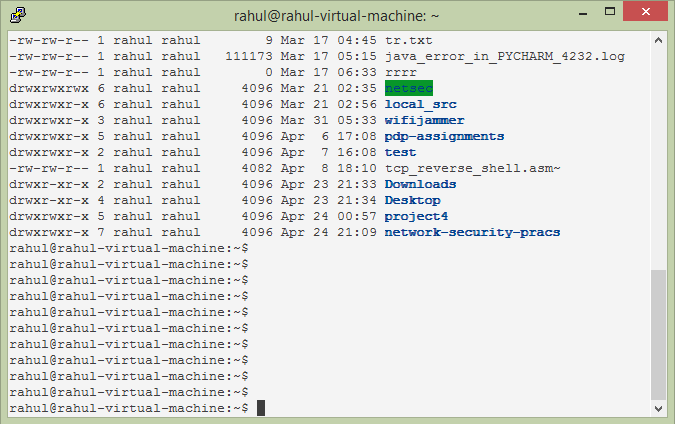 rahul@rahul-virtual-machine: ~
-rw-rw-r-- 1 rahul rahul      9 Mar 17 04:45 tr.txt
-rw-rw-r-- 1 rahul rahul 111173 Mar 17 05:15 java_error_in_PYCHARM_4232.log
-rw-rw-r-- 1 rahul rahul      0 Mar 17 06:33 rrrr
drwxrwxrwx 6 rahul rahul   4096 Mar 21 02:35 netsec
drwxrwxr-x 6 rahul rahul   4096 Mar 21 02:56 local_src
drwxrwxr-x 3 rahul rahul   4096 Mar 31 05:33 wifijammer
drwxrwxr-x 5 rahul rahul   4096 Apr  6 17:08 pdp-assignments
drwxrwxr-x 2 rahul rahul   4096 Apr  7 16:08 test
-rw-rw-r-- 1 rahul rahul   4082 Apr  8 18:10 tcp_reverse_shell.asm~
drwxr-xr-x 2 rahul rahul   4096 Apr 23 21:33 Downloads
drwxr-xr-x 4 rahul rahul   4096 Apr 23 21:34 Desktop
drwxrwxr-x 5 rahul rahul   4096 Apr 24 00:57 project4
drwxrwxr-x 7 rahul rahul   4096 Apr 24 21:09 network-security-pracs
rahul@rahul-virtual-machine:~$
rahul@rahul-virtual-machine:~$
rahul@rahul-virtual-machine:~$
rahul@rahul-virtual-machine:~$
rahul@rahul-virtual-machine:~$
rahul@rahul-virtual-machine:~$
rahul@rahul-virtual-machine:~$
rahul@rahul-virtual-machine:~$
rahul@rahul-virtual-machine:~$
rahul@rahul-virtual-machine:~$
rahul@rahul-virtual-machine:~$